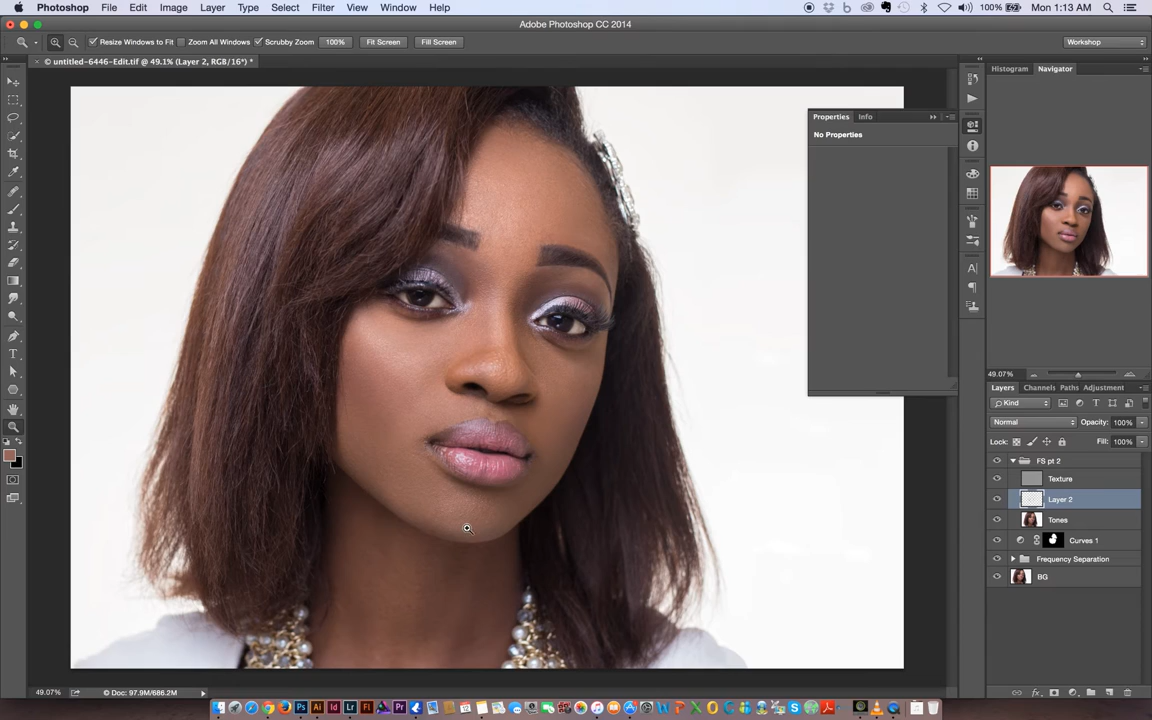 Photoshop File Edit Image Layer Type Select Filter View Window Help 100% Mon 1:13 AM
Adobe Photoshop CC 2014
Resize Windows to Fit Zoom All Windows Scrubby Zoom 100% Fit Screen Fill Screen Workshop
× © untitled-6446-Edit.tif @ 49.1% (Layer 2, RGB/16*) *
Histogram Navigator
Properties Info
No Properties
49.07%
Layers Channels Paths Adjustment
Kind
Normal Opacity: 100%
Lock: Fill: 100%
FS pt 2
Texture
Layer 2
Tones
Curves 1
Frequency Separation
BG
49.07% © Doc: 97.9M/686.2M